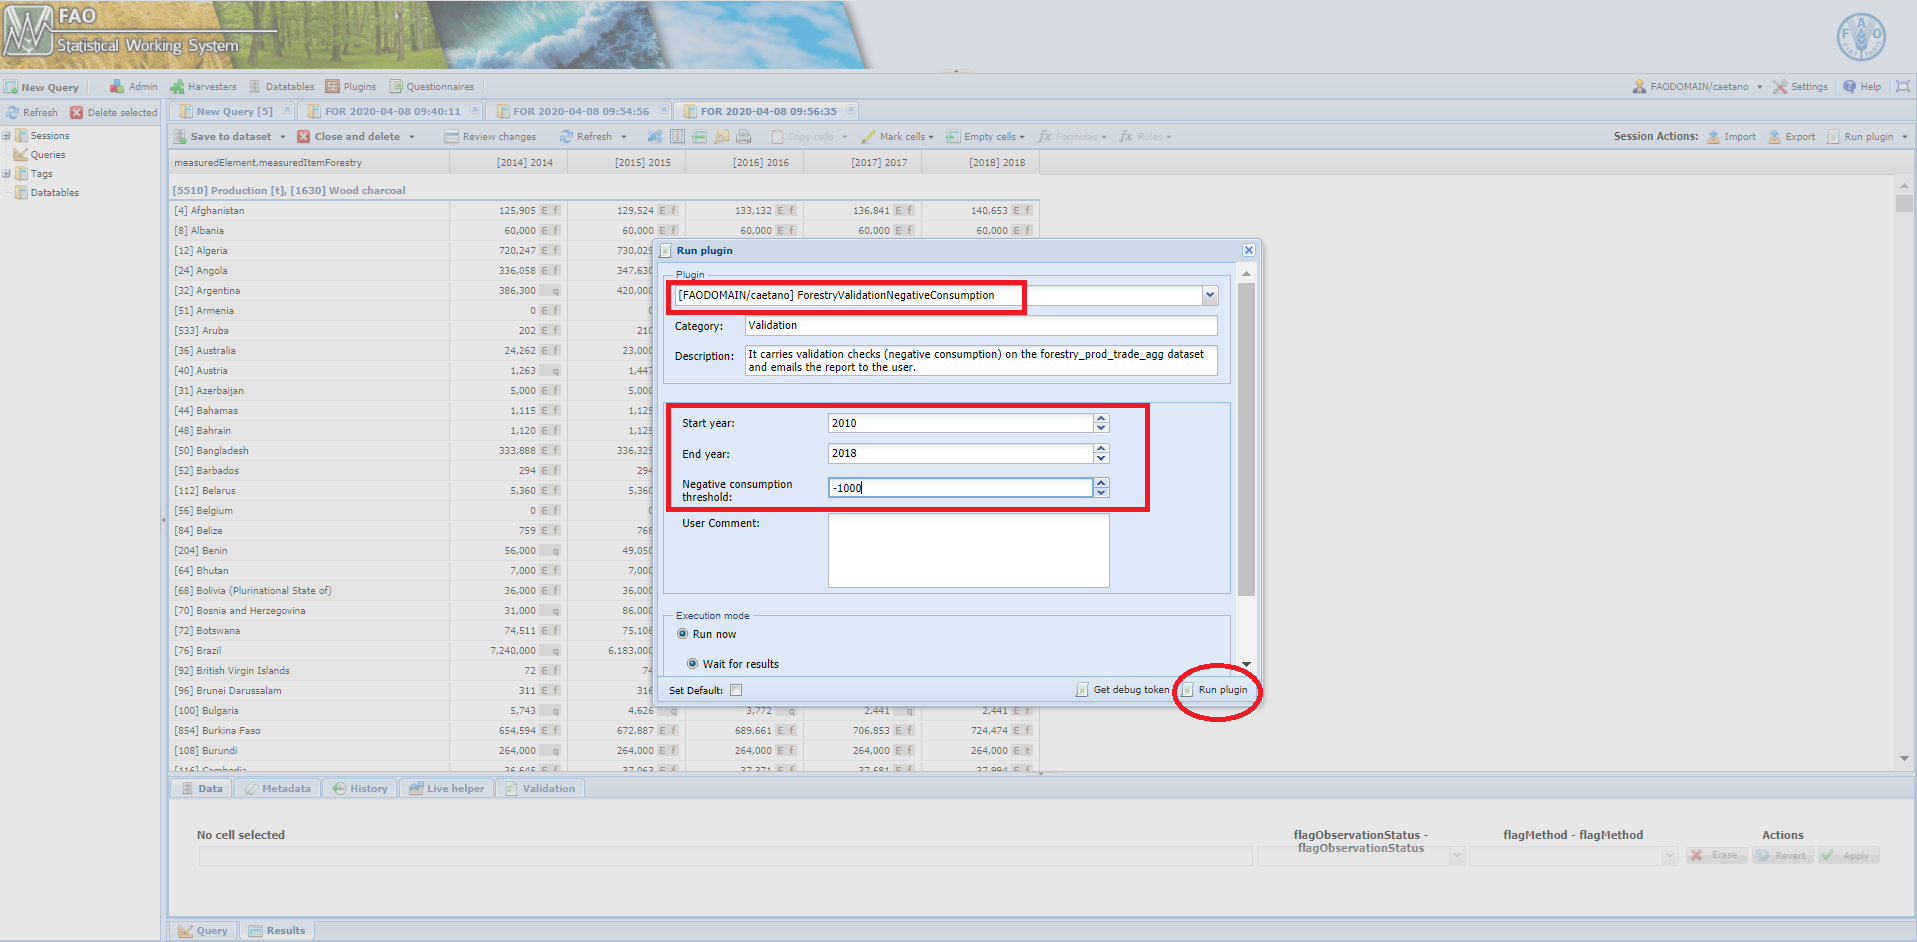 FAO
Statistical Working System
New Query
Admin
Harvesters
Datatables
Plugins
Questionnaires
FAODOMAIN/caetano
Settings
Help
Refresh
Delete selected
New Query [5]
FOR 2020-04-08 09:40:11
FOR 2020-04-08 09:54:56
FOR 2020-04-08 09:56:35
Sessions
Queries
Tags
Datatables
Save to dataset
Close and delete
Review changes
Refresh
Copy cells
Mark cells
Empty cells
Formulas
Rules
Session Actions:
Import
Export
Run plugin
measuredElement,measuredItemForestry [2014] 2014 [2015] 2015 [2016] 2016 [2017] 2017 [2018] 2018
[5510] Production [t], [1630] Wood charcoal
[4] Afghanistan 125,905 E f 129,524 E f 133,132 E f 136,841 E f 140,653 E f
[8] Albania 60,000 E f 60,000 E f 60,000 E f 60,000 E f 60,000 E f
[12] Algeria 720,247 E f 730,029
[24] Angola 336,058 E f 347,630
[32] Argentina 386,300 q 420,000
[51] Armenia 0 E f 0
[533] Aruba 202 E f 210
[36] Australia 24,262 E f 23,000
[40] Austria 1,263 q 1,447
[31] Azerbaijan 5,000 E f 5,000
[44] Bahamas 1,115 E f 1,125
[48] Bahrain 1,120 E f 1,125
[50] Bangladesh 333,888 E f 336,325
[52] Barbados 294 E f 294
[112] Belarus 5,360 E f 5,360
[56] Belgium 0 E f 0
[84] Belize 759 E f 768
[204] Benin 56,000 q 49,050
[64] Bhutan 7,000 E f 7,000
[68] Bolivia (Plurinational State of) 36,000 E f 36,000
[70] Bosnia and Herzegovina 31,000 q 86,000
[72] Botswana 74,511 E f 75,106
[76] Brazil 7,240,000 q 6,183,000
[92] British Virgin Islands 72 E f 74
[96] Brunei Darussalam 311 E f 316
[100] Bulgaria 5,743 q 4,626 q 3,772 q 2,441 q 2,441 E f
[854] Burkina Faso 654,594 E f 672,887 E f 689,661 E f 706,853 E f 724,474 E f
[108] Burundi 264,000 q 264,000 E f 264,000 E f 264,000 E f 264,000 E t
[116] Cambodia 36,645 E f 37,063 E f 37,371 E f 37,681 E f 37,994 E f
Run plugin
Plugin
[FAODOMAIN/caetano] ForestryValidationNegativeConsumption
Category: Validation
Description: It carries validation checks (negative consumption) on the forestry_prod_trade_agg dataset
and emails the report to the user.
Start year: 2010
End year: 2018
Negative consumption
threshold: -1000
User Comment:
Execution mode
Run now
Wait for results
Set Default:
Get debug token
Run plugin
Data
Metadata
History
Live helper
Validation
No cell selected
flagObservationStatus -
flagObservationStatus
flagMethod - flagMethod
Actions
Erase
Revert
Apply
Query
Results